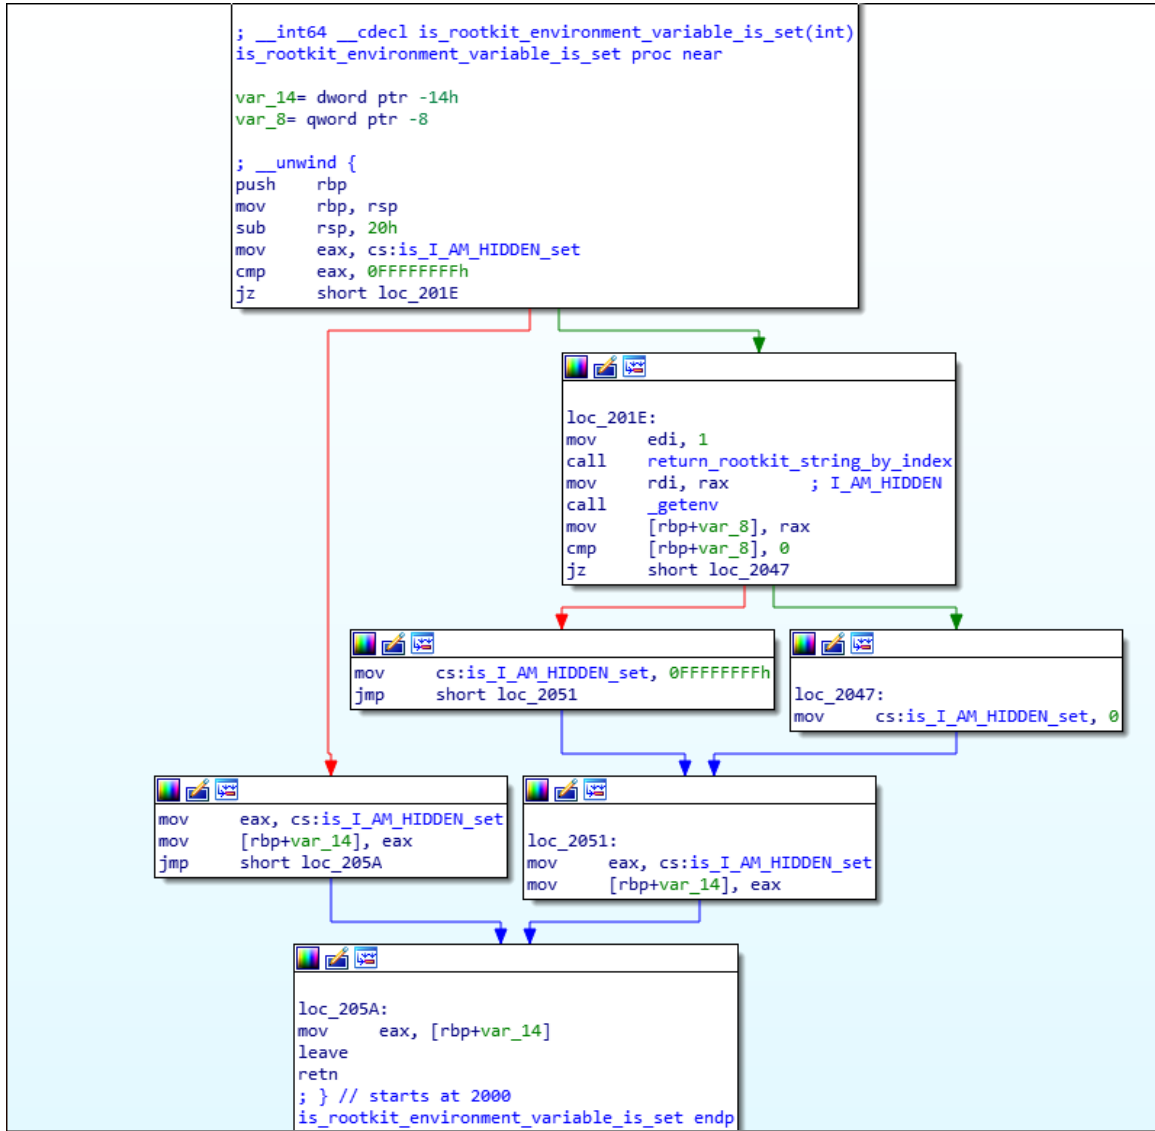 ; __int64 __cdecl is_rootkit_environment_variable_is_set(int)
is_rootkit_environment_variable_is_set proc near
var_14= dword ptr -14h
var_8= qword ptr -8
; __unwind {
push    rbp
mov     rbp, rsp
sub     rsp, 20h
mov     eax, cs:is_I_AM_HIDDEN_set
cmp     eax, 0FFFFFFFFh
jz      short loc_201E
loc_201E:
mov     edi, 1
call    return_rootkit_string_by_index
mov     rdi, rax        ; I_AM_HIDDEN
call    _getenv
mov     [rbp+var_8], rax
cmp     [rbp+var_8], 0
jz      short loc_2047
mov     cs:is_I_AM_HIDDEN_set, 0FFFFFFFFh
jmp     short loc_2051
loc_2047:
mov     cs:is_I_AM_HIDDEN_set, 0
mov     eax, cs:is_I_AM_HIDDEN_set
mov     [rbp+var_14], eax
jmp     short loc_205A
loc_2051:
mov     eax, cs:is_I_AM_HIDDEN_set
mov     [rbp+var_14], eax
loc_205A:
mov     eax, [rbp+var_14]
leave
retn
; } // starts at 2000
is_rootkit_environment_variable_is_set endp